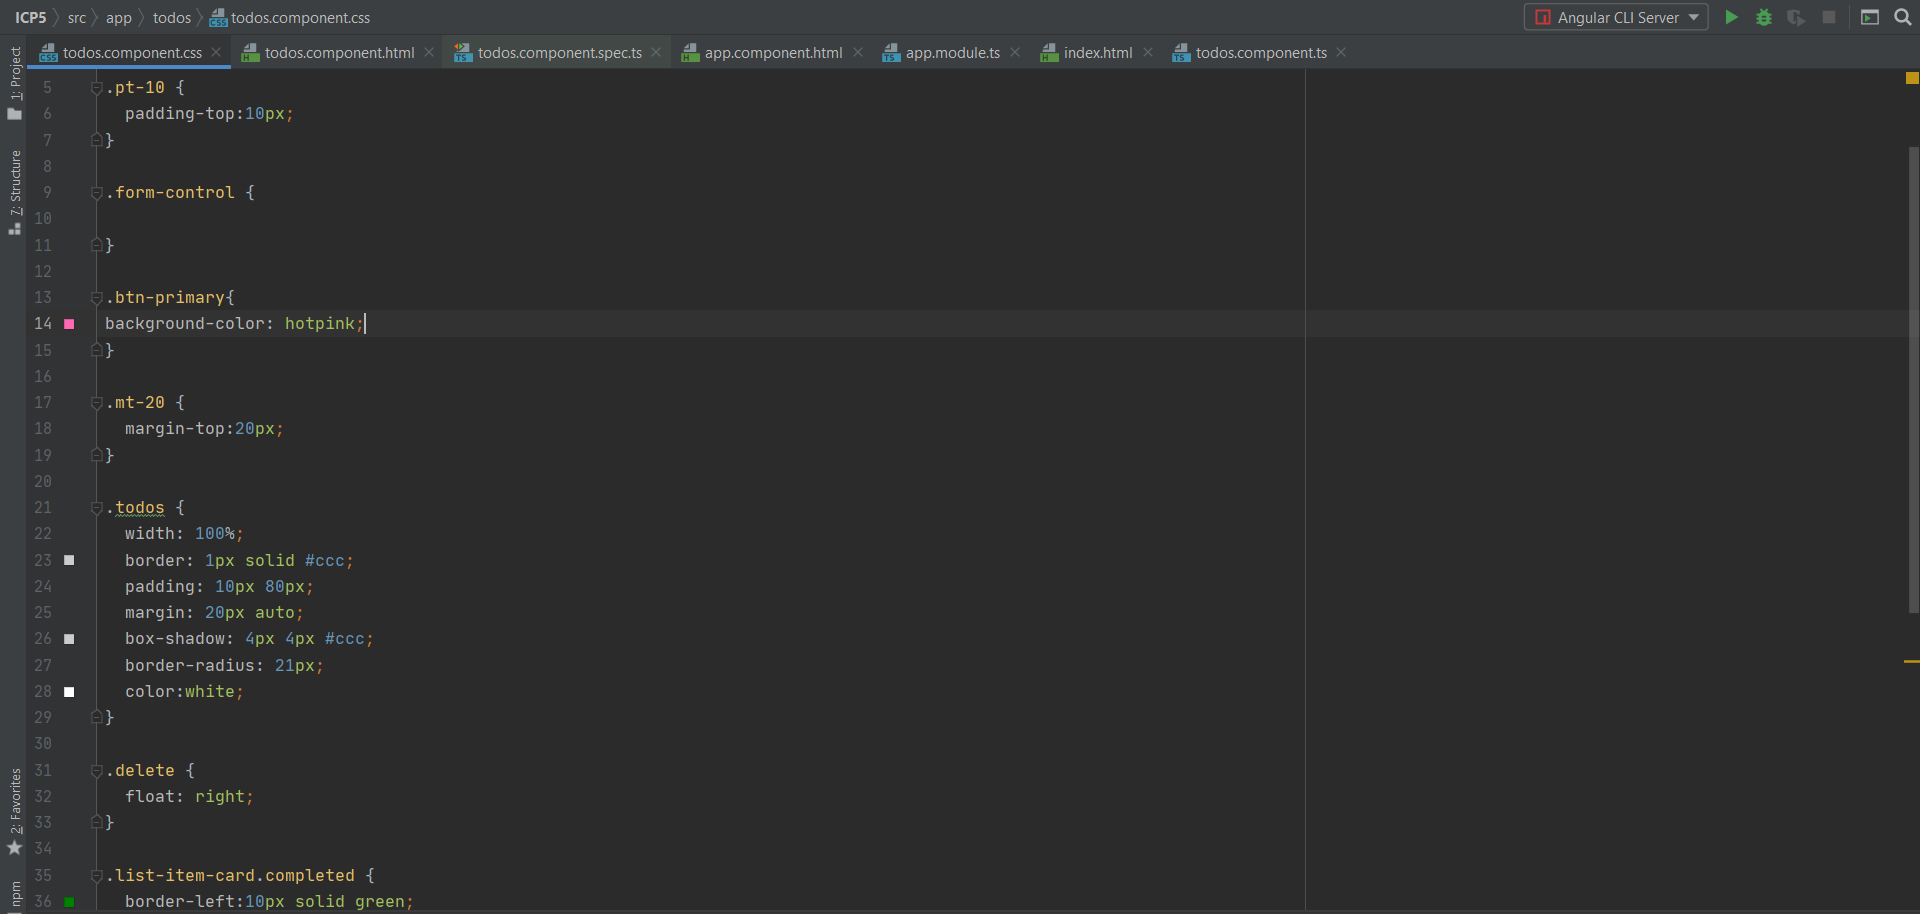 ICP5 src app todos todos.component.css Angular CLI Server
todos.component.css todos.component.html todos.component.spec.ts app.component.html app.module.ts index.html todos.component.ts
1: Project
7: Structure
2: Favorites
npm
5 .pt-10 {
6   padding-top:10px;
7 }
8
9 .form-control {
10
11 }
12
13 .btn-primary{
14 background-color: hotpink;
15 }
16
17 .mt-20 {
18   margin-top:20px;
19 }
20
21 .todos {
22   width: 100%;
23   border: 1px solid #ccc;
24   padding: 10px 80px;
25   margin: 20px auto;
26   box-shadow: 4px 4px #ccc;
27   border-radius: 21px;
28   color:white;
29 }
30
31 .delete {
32   float: right;
33 }
34
35 .list-item-card.completed {
36   border-left:10px solid green;